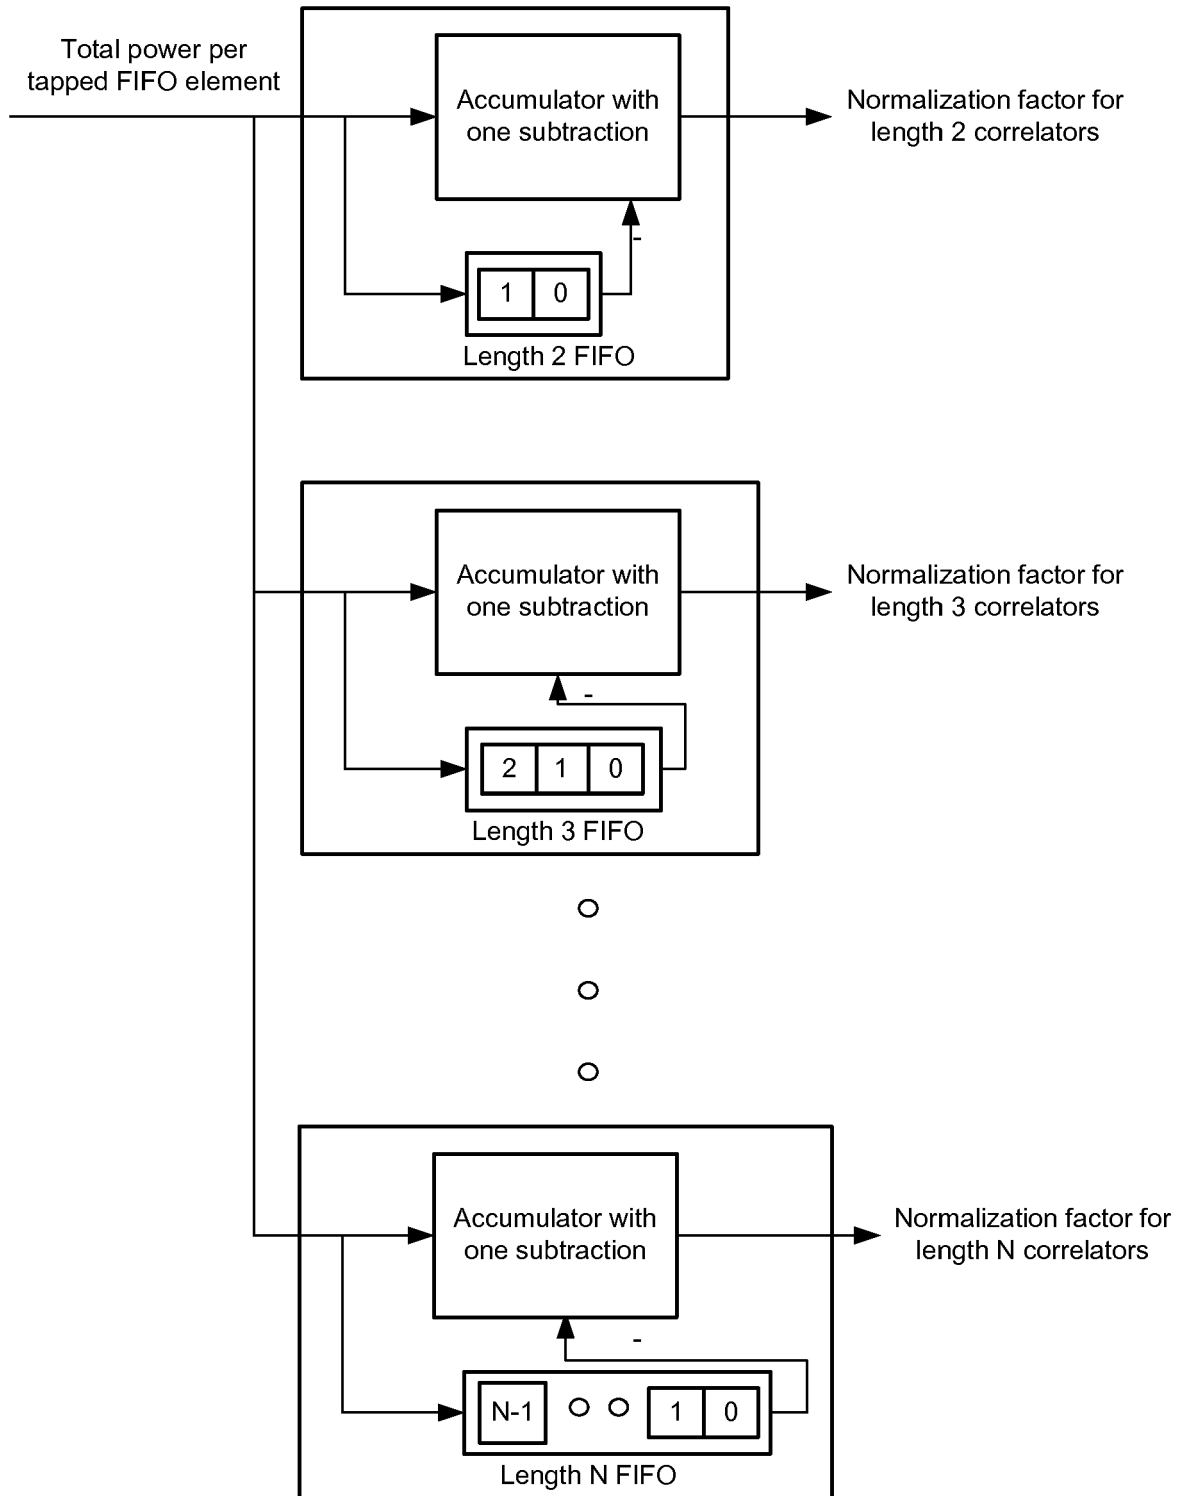 Total power per
tapped FIFO element
Accumulator with
one subtraction
Normalization factor for
length 2 correlators
-
1 0
Length 2 FIFO
Accumulator with
one subtraction
Normalization factor for
length 3 correlators
-
2 1 0
Length 3 FIFO
Accumulator with
one subtraction
Normalization factor for
length N correlators
-
N-1 1 0
Length N FIFO